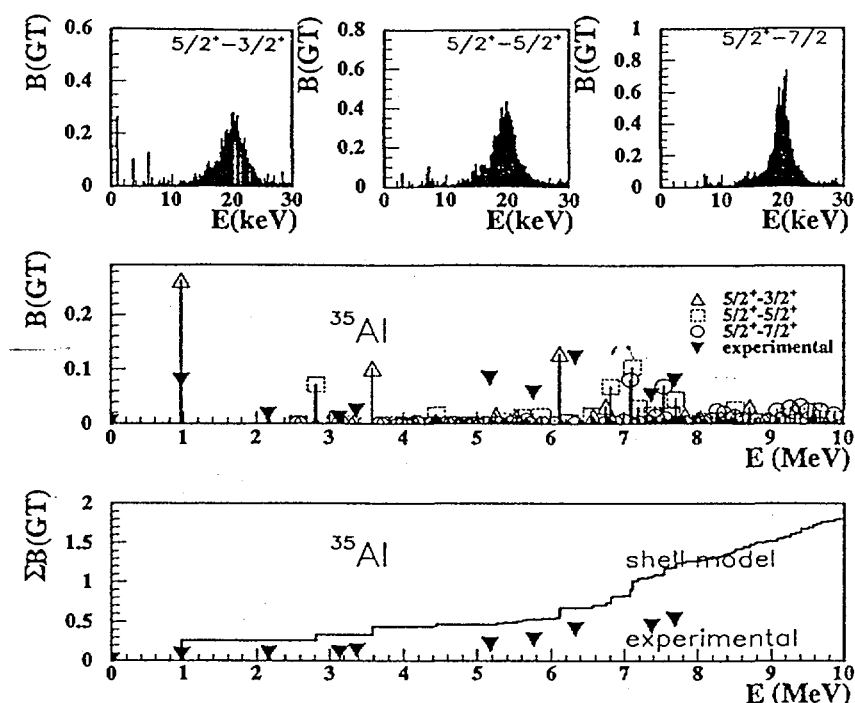 B(GT) 0.6 0.4 0.2 0 5/2⁺−3/2⁺ 0 10 20 30 E(keV)
B(GT) 0.8 0.6 0.4 0.2 0 5/2⁺−5/2⁺ 0 10 20 30 E(keV)
B(GT) 1 0.8 0.6 0.4 0.2 0 5/2⁺−7/2 0 10 20 30 E(keV)
B(GT)
0.2
0.1
0
³⁵Al
5/2⁺-3/2⁺
5/2⁺-5/2⁺
5/2⁺-7/2⁺
experimental
0 1 2 3 4 5 6 7 8 9 10
E (MeV)
ΣB(GT)
2
1.5
1
0.5
0
³⁵Al
shell model
experimental
0 1 2 3 4 5 6 7 8 9 10
E (MeV)